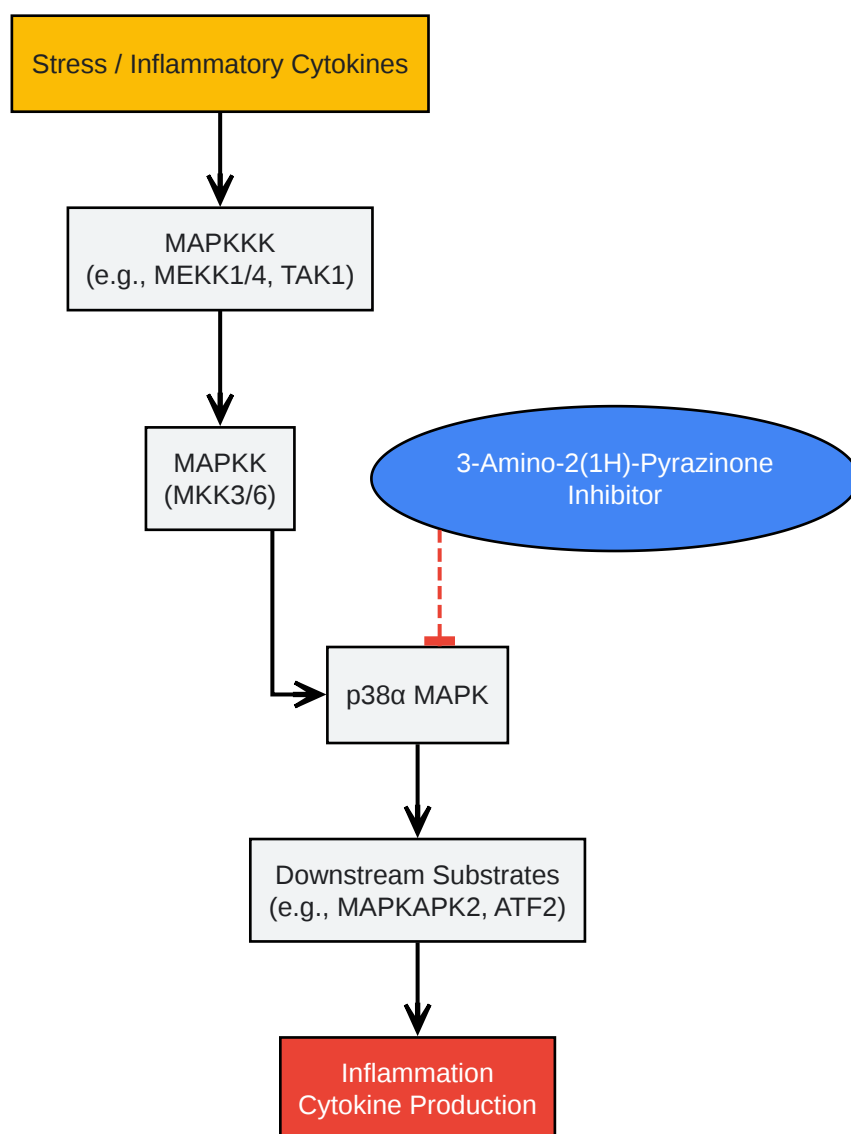 Stress / Inflammatory Cytokines
MAPKKK
(e.g., MEKK1/4, TAK1)
MAPKK
(MKK3/6)
3-Amino-2(1H)-Pyrazinone
Inhibitor
p38α MAPK
Downstream Substrates
(e.g., MAPKAPK2, ATF2)
Inflammation
Cytokine Production